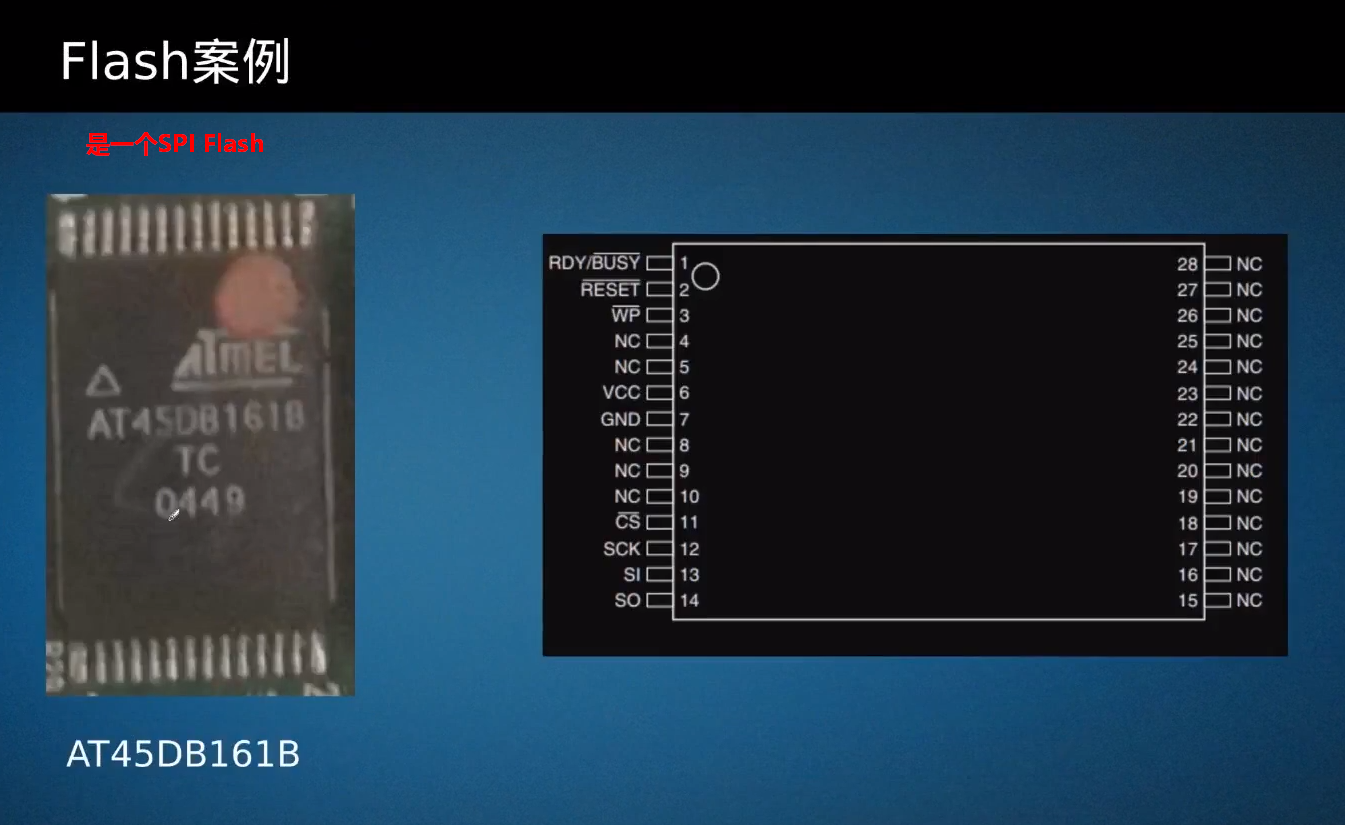 Flash案例
是一个SPI Flash
ATMEL
AT45DB161B
TC
0449
RDY/BUSY 1
RESET 2
WP 3
NC 4
NC 5
VCC 6
GND 7
NC 8
NC 9
NC 10
CS 11
SCK 12
SI 13
SO 14
28 NC
27 NC
26 NC
25 NC
24 NC
23 NC
22 NC
21 NC
20 NC
19 NC
18 NC
17 NC
16 NC
15 NC
AT45DB161B